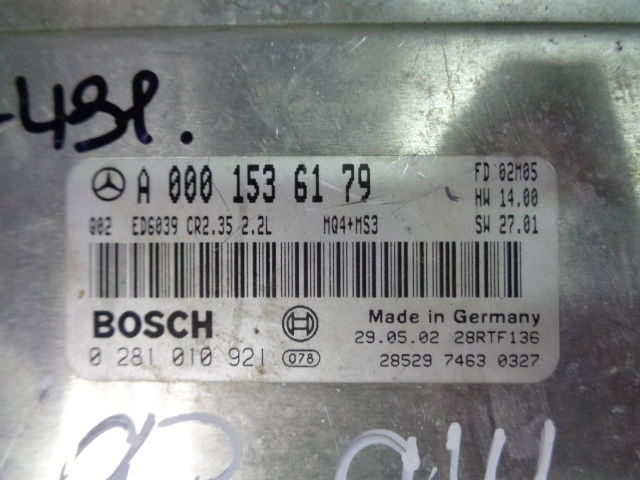 -491.
A 000 153 61 79
FD 02M05
HW 14.00
Q02 ED6039 CR2.35 2.2L MQ4+MS3 SW 27.01
BOSCH Made in Germany
29.05.02 28RTF136
0 281 010 921 078 28529 7463 0327